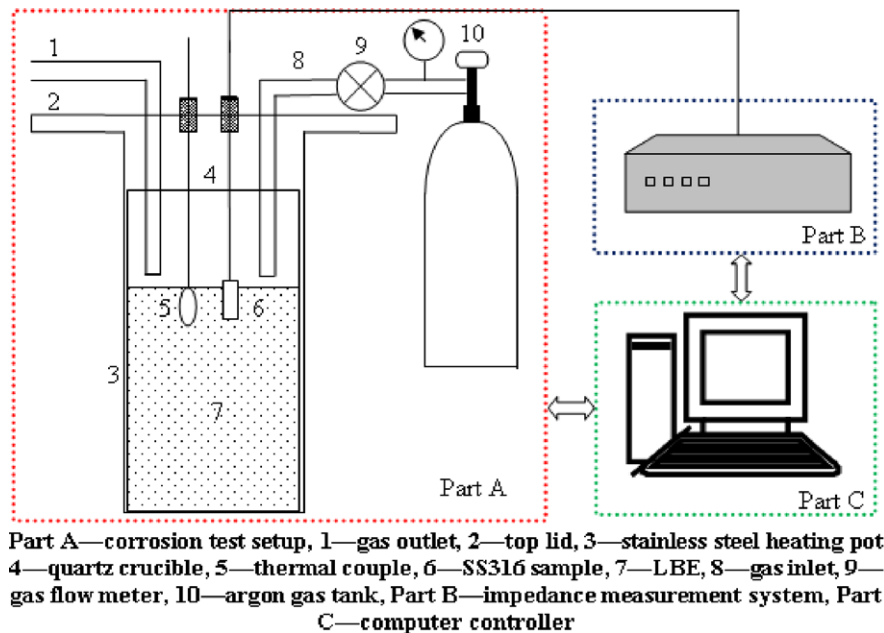 1
2
3
4
5
6
7
8
9
10
Part A
Part B
Part C
Part A—corrosion test setup, 1—gas outlet, 2—top lid, 3—stainless steel heating pot
4—quartz crucible, 5—thermal couple, 6—SS316 sample, 7—LBE, 8—gas inlet, 9—
gas flow meter, 10—argon gas tank, Part B—impedance measurement system, Part
C—computer controller